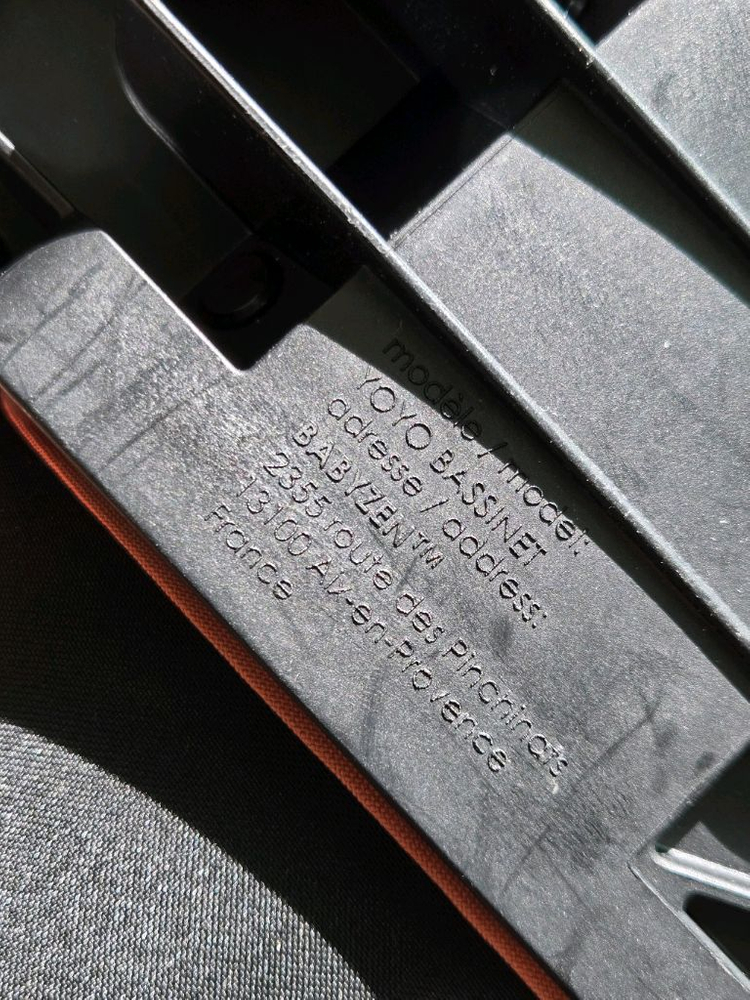 modèle / model:
YOYO BASSINET
adresse / address:
BABYZEN™
2355 route des Pinchinats
13100 Aix-en-Provence
France